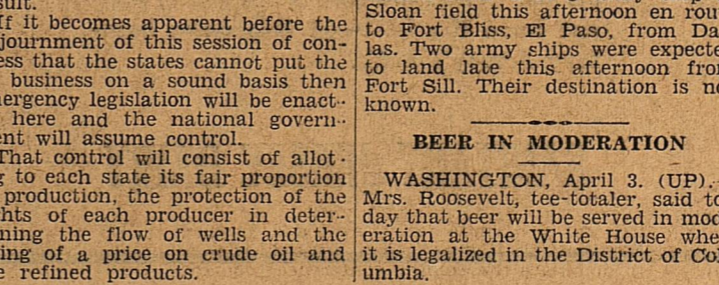 If it becomes apparent before the
journment of this session of con-
ess that the states cannot put the
business on a sound basis then
ergency legislation will be enact-
here and the national govern-
ent will assume control.
That control will consist of allot-
g to each state its fair proportion
production, the protection of the
hts of each producer in deter-
ning the flow of wells and the
ing of a price on crude oil and
e refined products.
Sloan field this afternoon en rou
to Fort Bliss, El Paso, from Da
las. Two army ships were expecte
to land late this afternoon fro
Fort Sill. Their destination is no
known.
BEER IN MODERATION
WASHINGTON, April 3. (UP).-
Mrs. Roosevelt, tee-totaler, said to
day that beer will be served in mod
eration at the White House whe
it is legalized in the District of Col
umbia.